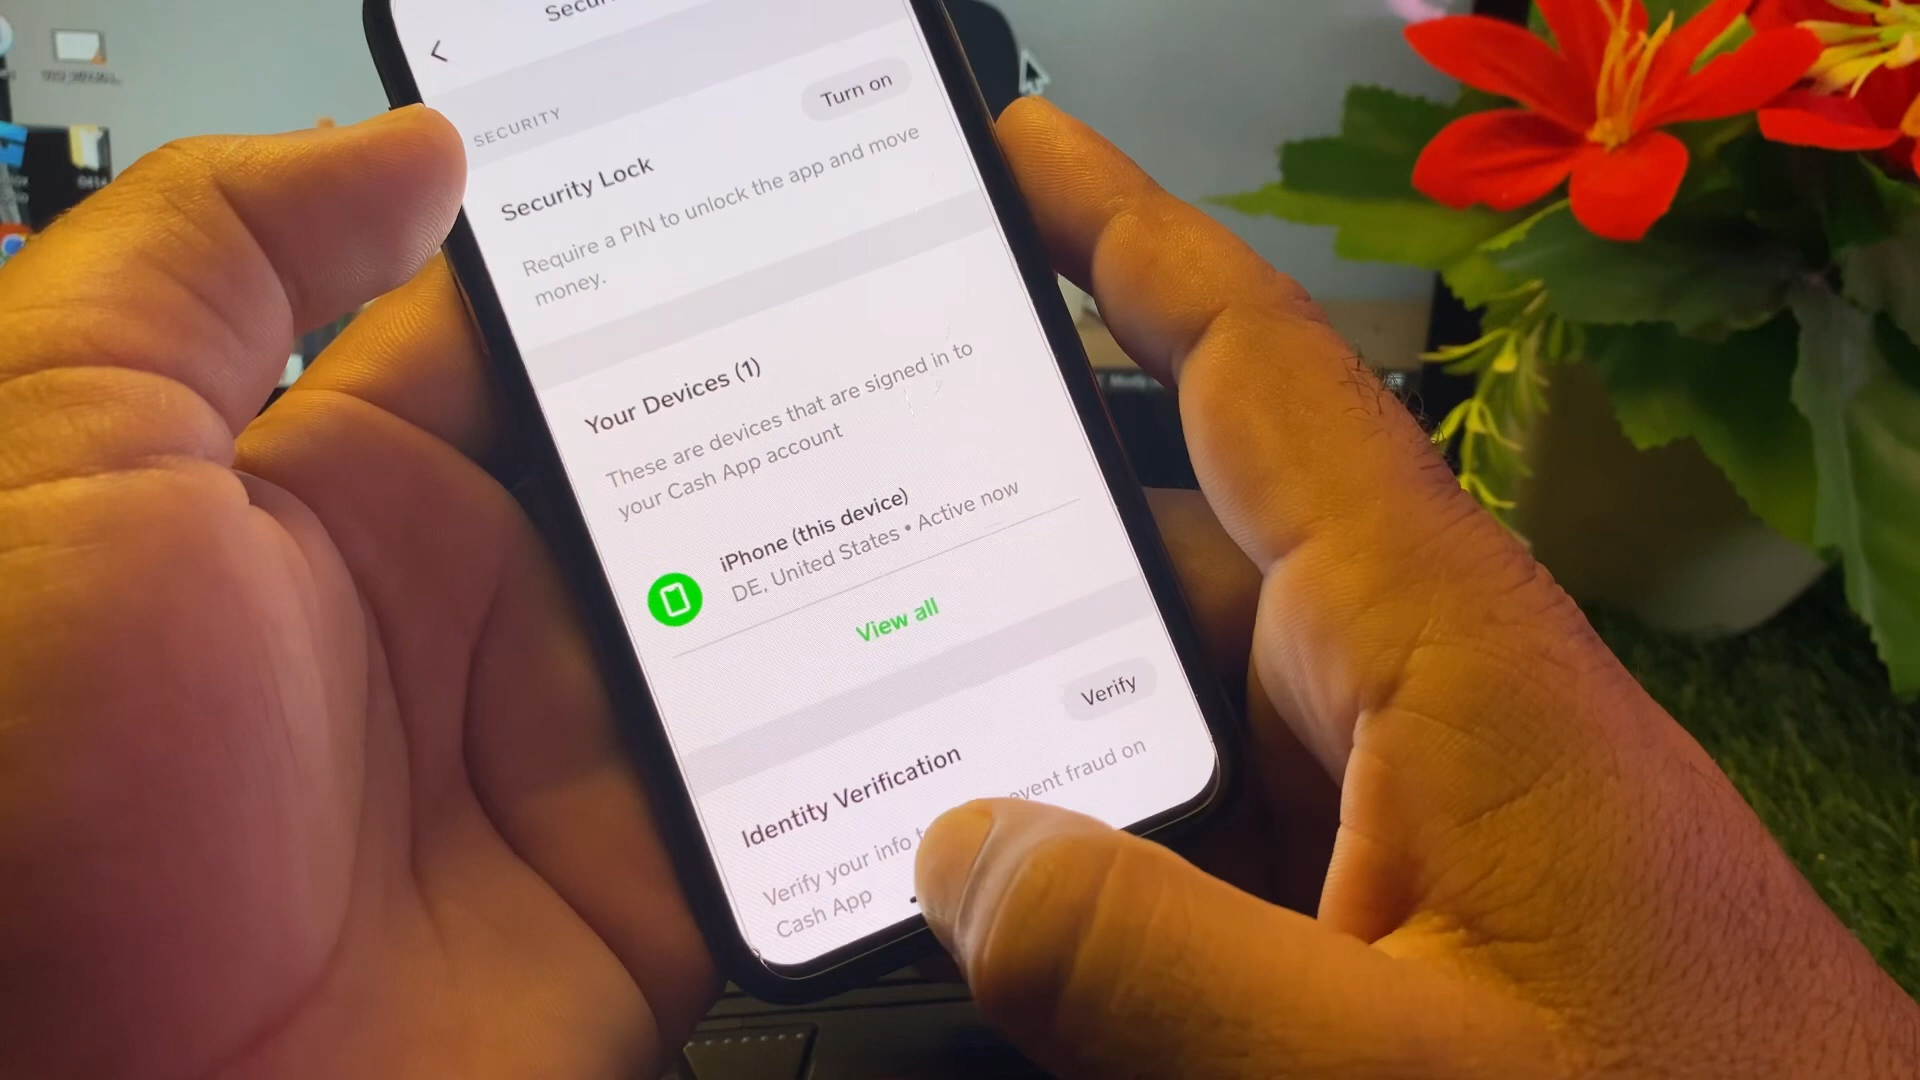 SECURITY
Turn on
Security Lock
Require a PIN to unlock the app and move
money.
Your Devices (1)
These are devices that are signed in to
your Cash App account
iPhone (this device)
DE, United States • Active now
View all
Verify
Identity Verification
Verify your info fraud on
Cash App